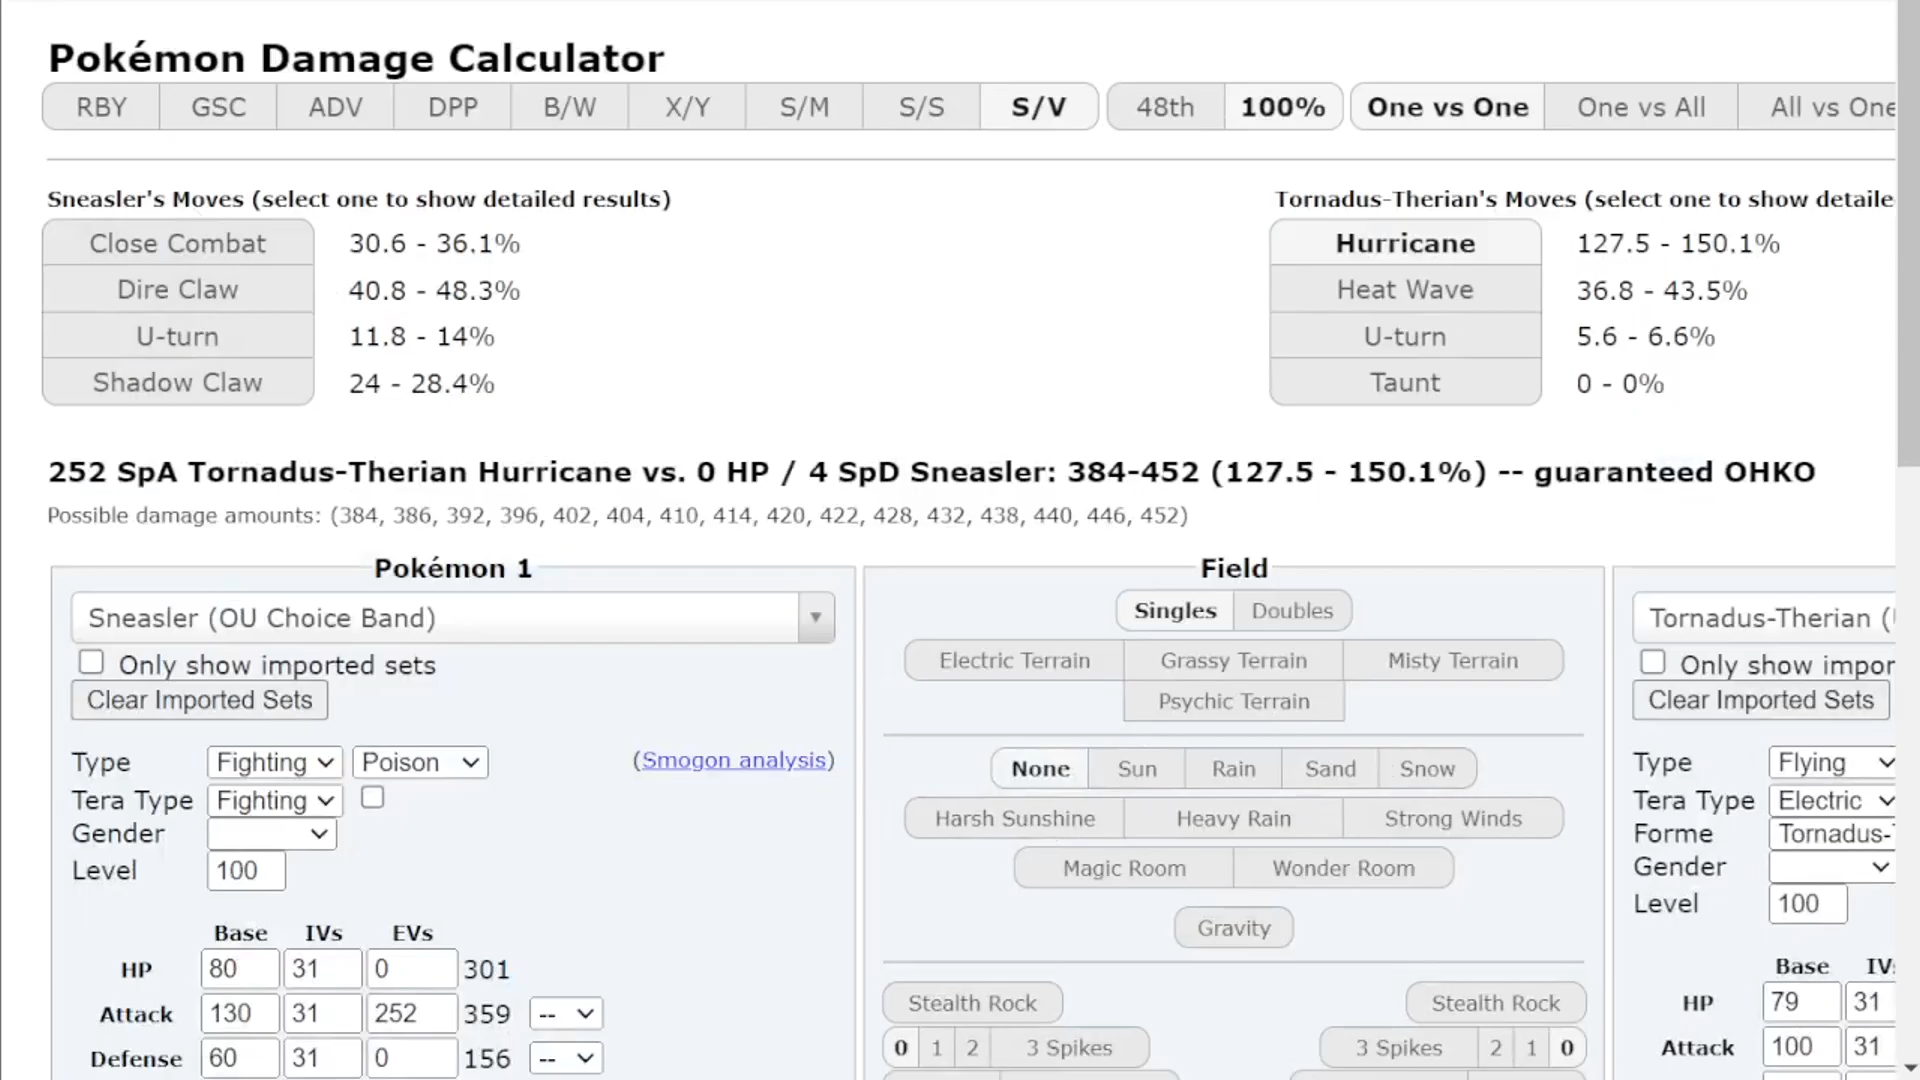 Pokémon Damage Calculator
RBY GSC ADV DPP B/W X/Y S/M S/S S/V 48th 100% One vs One One vs All All vs One
Sneasler's Moves (select one to show detailed results) Tornadus-Therian's Moves (select one to show detaile
Close Combat 30.6 - 36.1% Hurricane 127.5 - 150.1%
Dire Claw 40.8 - 48.3% Heat Wave 36.8 - 43.5%
U-turn 11.8 - 14% U-turn 5.6 - 6.6%
Shadow Claw 24 - 28.4% Taunt 0 - 0%
252 SpA Tornadus-Therian Hurricane vs. 0 HP / 4 SpD Sneasler: 384-452 (127.5 - 150.1%) -- guaranteed OHKO
Possible damage amounts: (384, 386, 392, 396, 402, 404, 410, 414, 420, 422, 428, 432, 438, 440, 446, 452)
Pokémon 1
Sneasler (OU Choice Band)
Only show imported sets
Clear Imported Sets
Type Fighting Poison (Smogon analysis)
Tera Type Fighting
Gender
Level 100
Base IVs EVs
HP 80 31 0 301
Attack 130 31 252 359 --
Defense 60 31 0 156 --
Field
Singles Doubles
Electric Terrain Grassy Terrain Misty Terrain
Psychic Terrain
None Sun Rain Sand Snow
Harsh Sunshine Heavy Rain Strong Winds
Magic Room Wonder Room
Gravity
Stealth Rock Stealth Rock
0 1 2 3 Spikes 3 Spikes 2 1 0
Tornadus-Therian (
Only show impor
Clear Imported Sets
Type Flying
Tera Type Electric
Forme Tornadus-
Gender
Level 100
Base IV
HP 79 31
Attack 100 31